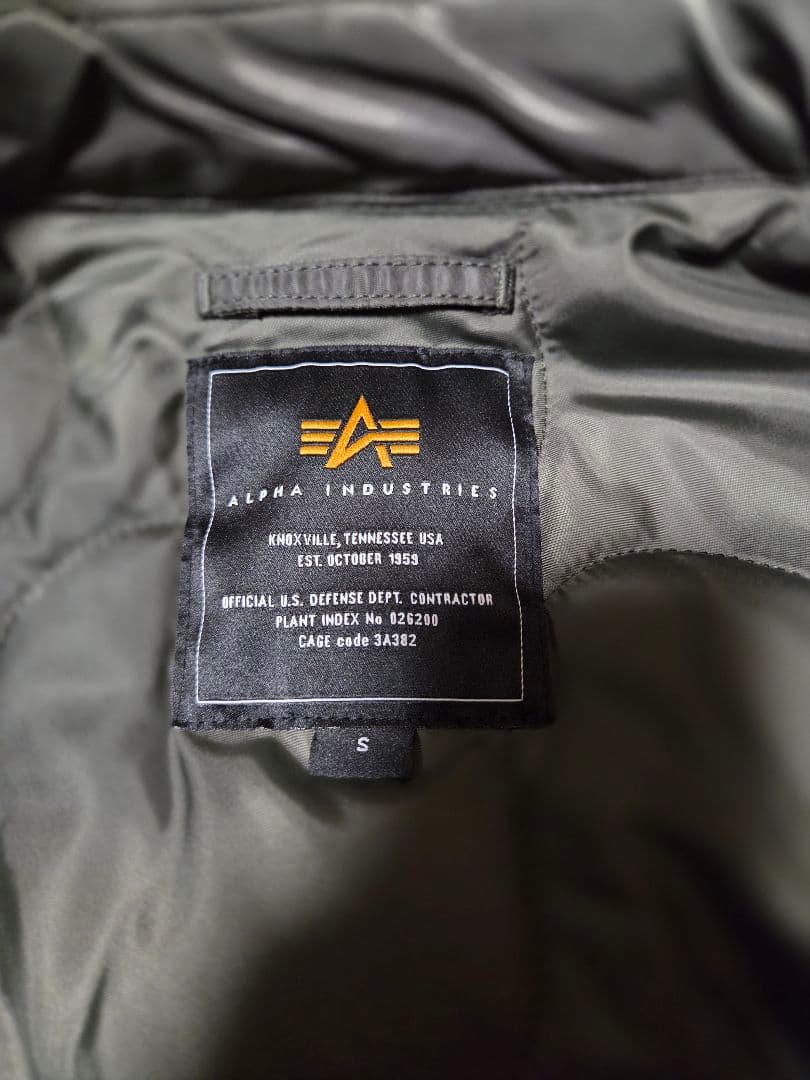 ALPHA INDUSTRIES
KNOXVILLE, TENNESSEE USA
EST. OCTOBER 1959
OFFICIAL U.S. DEFENSE DEPT. CONTRACTOR
PLANT INDEX No 026200
CAGE code 3A382
S